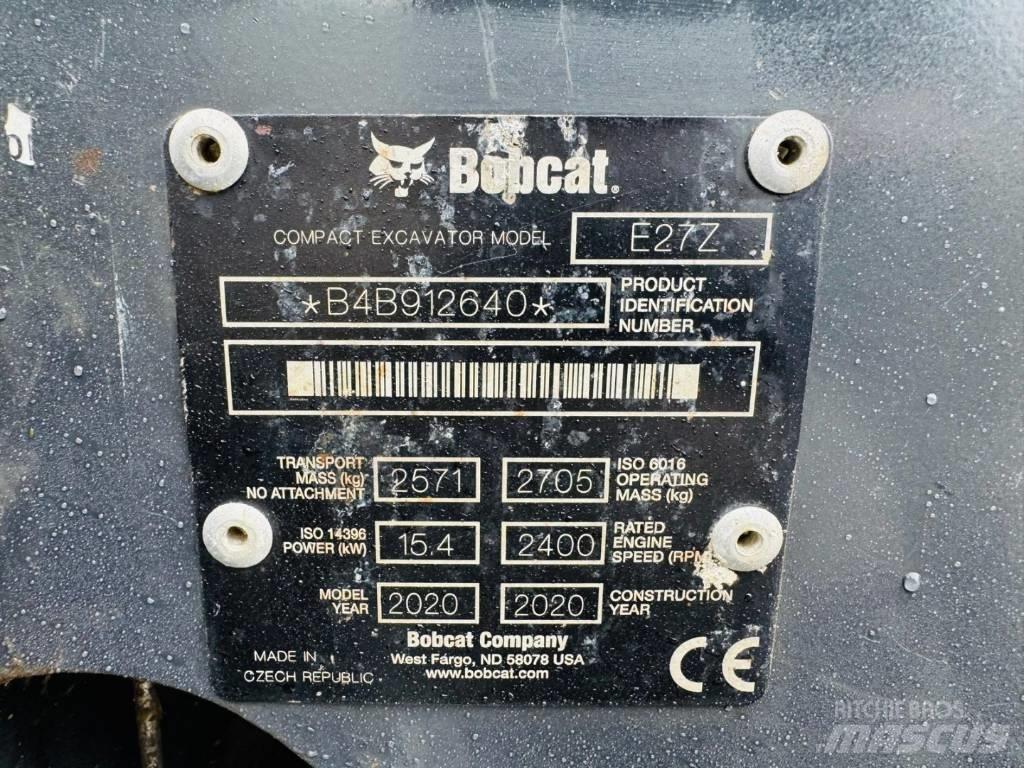 Bobcat®
COMPACT EXCAVATOR MODEL E27Z
*B4B912640*
PRODUCT
IDENTIFICATION
NUMBER
TRANSPORT
MASS (kg)
NO ATTACHMENT
2571
2705
ISO 6016
OPERATING
MASS (kg)
ISO 14396
POWER (kW)
15.4
2400
RATED
ENGINE
SPEED (RPM)
MODEL
YEAR
2020
2020
CONSTRUCTION
YEAR
Bobcat Company
West Fargo, ND 58078 USA
www.bobcat.com
MADE IN
CZECH REPUBLIC
CE
RITCHIE BROS.
MASCUS